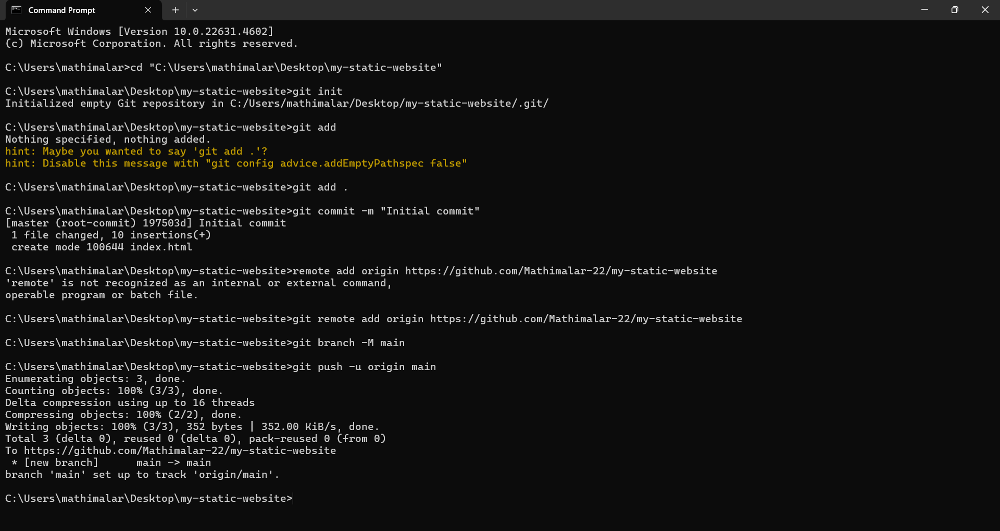 Command Prompt
Microsoft Windows [Version 10.0.22631.4602]
(c) Microsoft Corporation. All rights reserved.
C:\Users\mathimalar>cd "C:\Users\mathimalar\Desktop\my-static-website"
C:\Users\mathimalar\Desktop\my-static-website>git init
Initialized empty Git repository in C:/Users/mathimalar/Desktop/my-static-website/.git/
C:\Users\mathimalar\Desktop\my-static-website>git add
Nothing specified, nothing added.
hint: Maybe you wanted to say 'git add .'?
hint: Disable this message with "git config advice.addEmptyPathspec false"
C:\Users\mathimalar\Desktop\my-static-website>git add .
C:\Users\mathimalar\Desktop\my-static-website>git commit -m "Initial commit"
[master (root-commit) 197503d] Initial commit
 1 file changed, 10 insertions(+)
 create mode 100644 index.html
C:\Users\mathimalar\Desktop\my-static-website>remote add origin https://github.com/Mathimalar-22/my-static-website
'remote' is not recognized as an internal or external command,
operable program or batch file.
C:\Users\mathimalar\Desktop\my-static-website>git remote add origin https://github.com/Mathimalar-22/my-static-website
C:\Users\mathimalar\Desktop\my-static-website>git branch -M main
C:\Users\mathimalar\Desktop\my-static-website>git push -u origin main
Enumerating objects: 3, done.
Counting objects: 100% (3/3), done.
Delta compression using up to 16 threads
Compressing objects: 100% (2/2), done.
Writing objects: 100% (3/3), 352 bytes | 352.00 KiB/s, done.
Total 3 (delta 0), reused 0 (delta 0), pack-reused 0 (from 0)
To https://github.com/Mathimalar-22/my-static-website
 * [new branch]      main -> main
branch 'main' set up to track 'origin/main'.
C:\Users\mathimalar\Desktop\my-static-website>